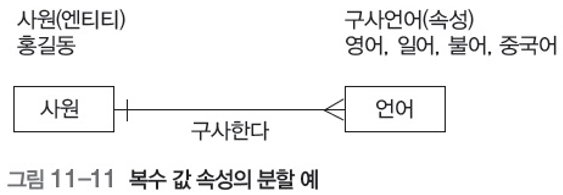 사원(엔티티)
홍길동
구사언어(속성)
영어, 일어, 불어, 중국어
사원
구사한다
언어
그림 11-11 복수 값 속성의 분할 예